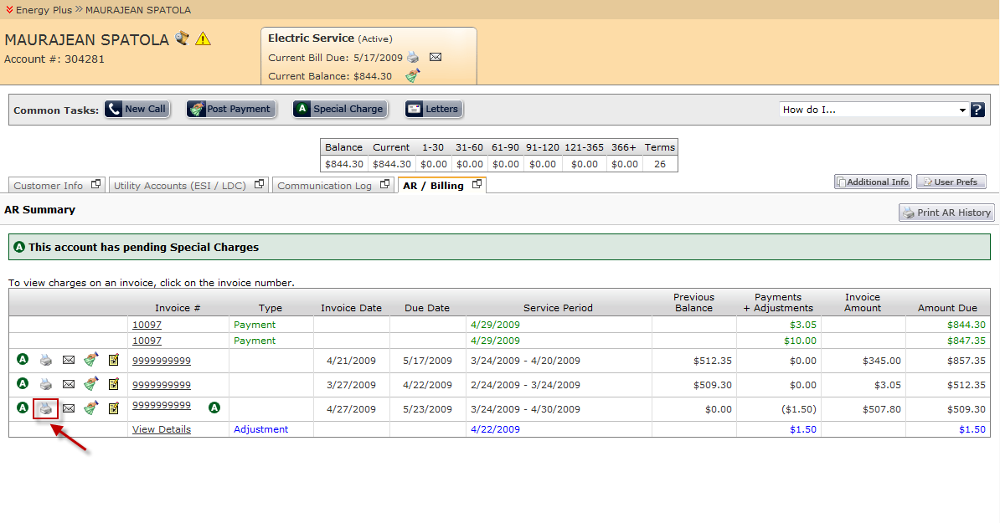 Energy Plus » MAURAJEAN SPATOLA
MAURAJEAN SPATOLA
Account #: 304281
Electric Service (Active)
Current Bill Due: 5/17/2009
Current Balance: $844.30
Common Tasks: New Call Post Payment A Special Charge Letters How do I... ?
Balance Current 1-30 31-60 61-90 91-120 121-365 366+ Terms
$844.30 $844.30 $0.00 $0.00 $0.00 $0.00 $0.00 $0.00 26
Customer Info Utility Accounts (ESI / LDC) Communication Log AR / Billing Additional Info User Prefs
AR Summary Print AR History
A This account has pending Special Charges
To view charges on an invoice, click on the invoice number.
Invoice # Type Invoice Date Due Date Service Period Previous Balance Payments + Adjustments Invoice Amount Amount Due
10097 Payment 4/29/2009 $3.05 $844.30
10097 Payment 4/29/2009 $10.00 $847.35
A 9999999999 4/21/2009 5/17/2009 3/24/2009 - 4/20/2009 $512.35 $0.00 $345.00 $857.35
A 9999999999 3/27/2009 4/22/2009 2/24/2009 - 3/24/2009 $509.30 $0.00 $3.05 $512.35
A 9999999999 A 4/27/2009 5/23/2009 3/24/2009 - 4/30/2009 $0.00 ($1.50) $507.80 $509.30
View Details Adjustment 4/22/2009 $1.50 $1.50